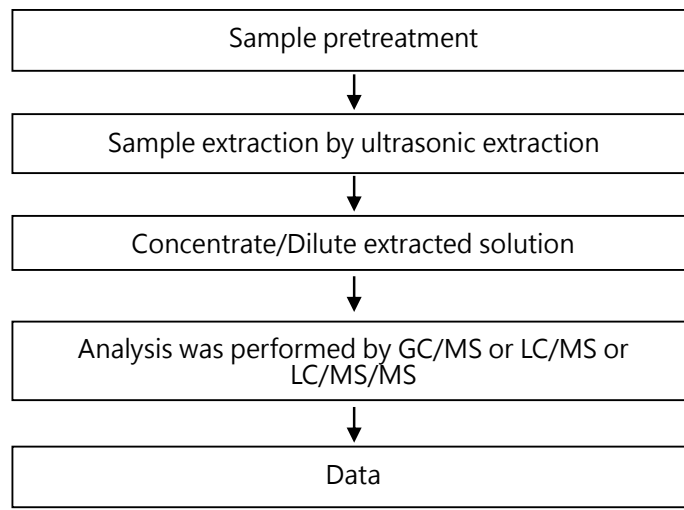 Sample pretreatment
Sample extraction by ultrasonic extraction
Concentrate/Dilute extracted solution
Analysis was performed by GC/MS or LC/MS or
LC/MS/MS
Data